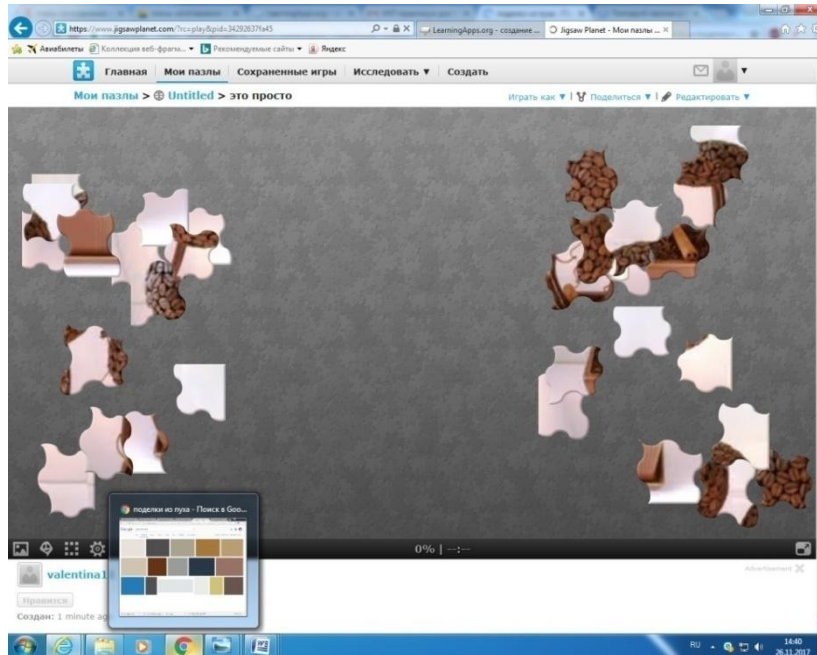 https://www.jigsawplanet.com/?rc=play&pid=34292637fa45
LearningApps.org - создание ...
Jigsaw Planet - Мои пазлы ...
Авиабилеты Коллекция веб-фрагм... Рекомендуемые сайты Яндекс
Главная Мои пазлы Сохраненные игры Исследовать ▼ Создать
Мои пазлы > Untitled > это просто
Играть как ▼ | Поделиться ▼ | Редактировать ▼
поделки из пуха - Поиск в Goo...
0% | --:--
Advertisement
Нравится
Создан: 1 minute
RU
14:40
26.11.2017